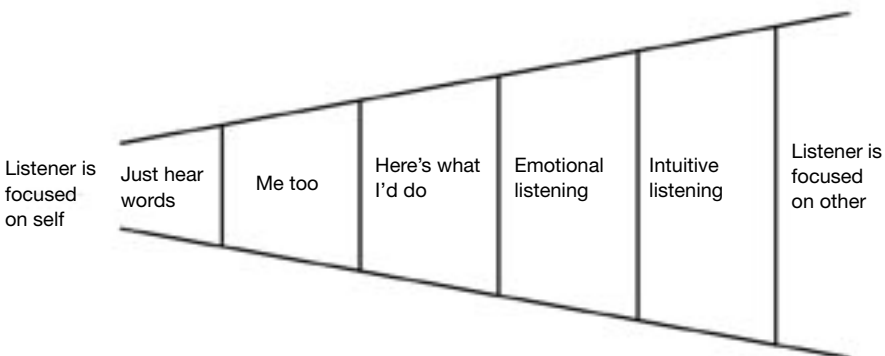 Listener is
focused
on self
Just hear
words
Me too
Here’s what
I’d do
Emotional
listening
Intuitive
listening
Listener is
focused
on other